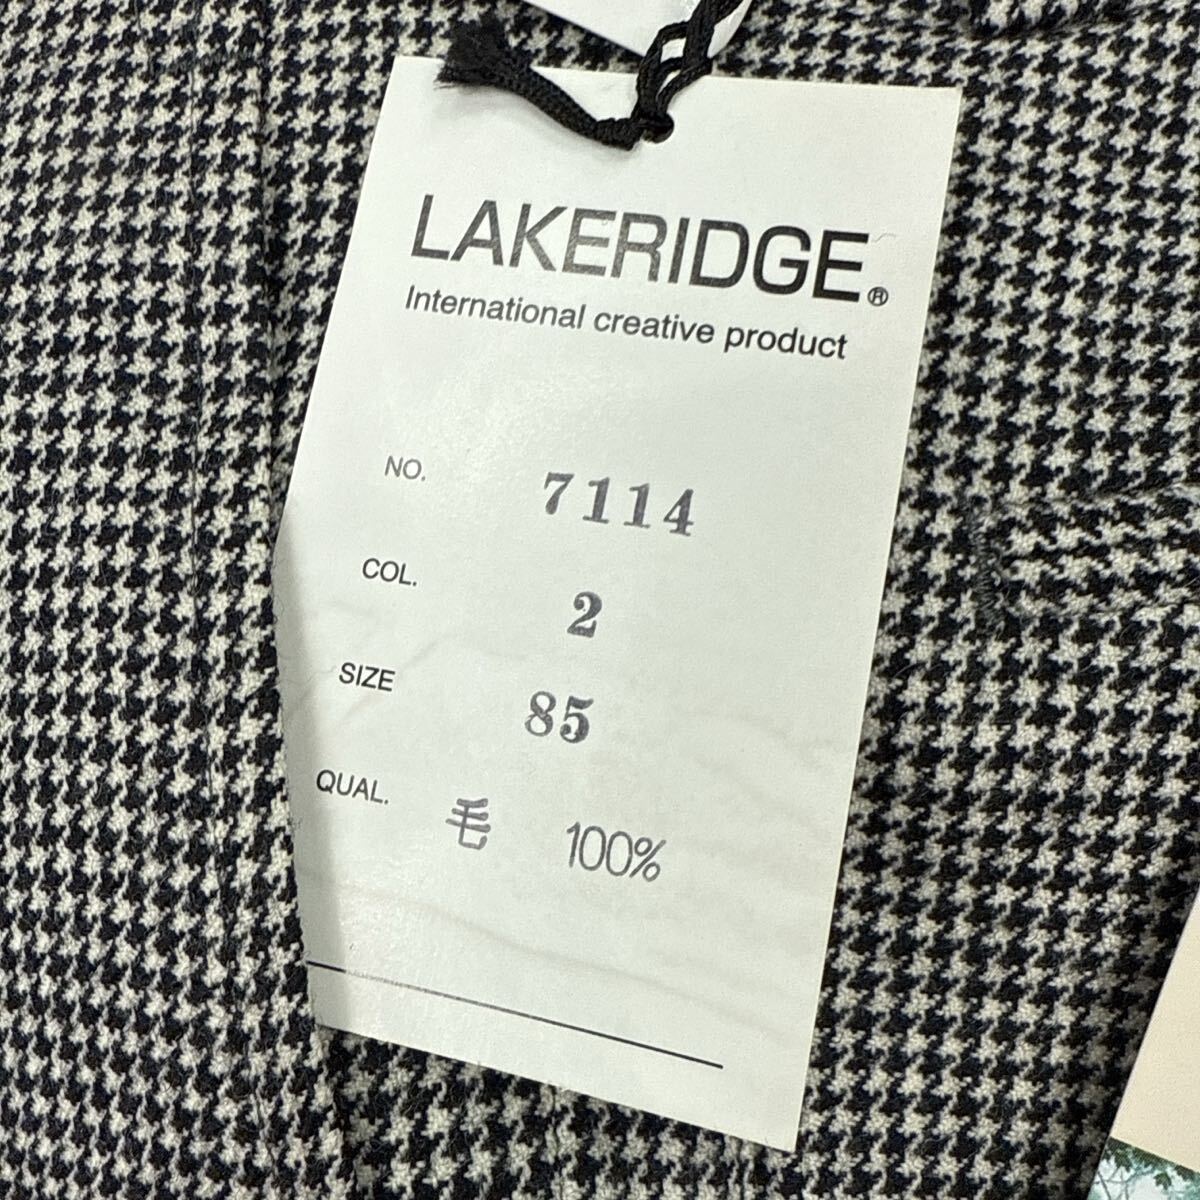 LAKERIDGE®
International creative product
NO. 7114
COL. 2
SIZE 85
QUAL. 毛 100%